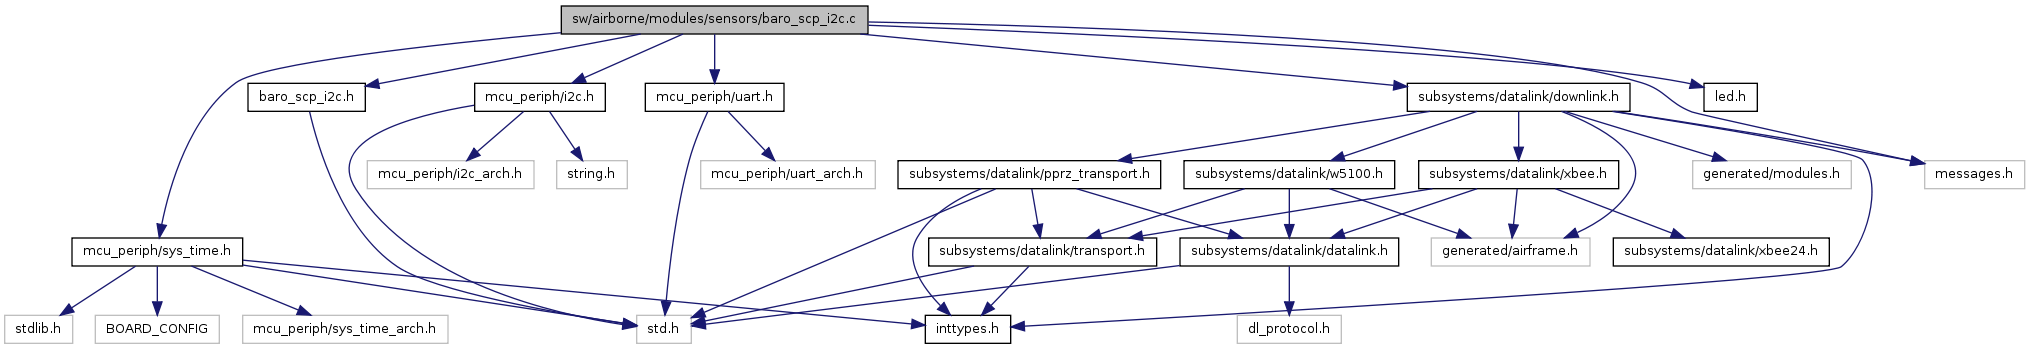 sw/airborne/modules/sensors/baro_scp_i2c.c
baro_scp_i2c.h
mcu_periph/i2c.h
mcu_periph/uart.h
subsystems/datalink/downlink.h
led.h
mcu_periph/i2c_arch.h
string.h
mcu_periph/uart_arch.h
subsystems/datalink/pprz_transport.h
subsystems/datalink/w5100.h
subsystems/datalink/xbee.h
generated/modules.h
messages.h
mcu_periph/sys_time.h
subsystems/datalink/transport.h
subsystems/datalink/datalink.h
generated/airframe.h
subsystems/datalink/xbee24.h
stdlib.h
BOARD_CONFIG
mcu_periph/sys_time_arch.h
std.h
inttypes.h
dl_protocol.h